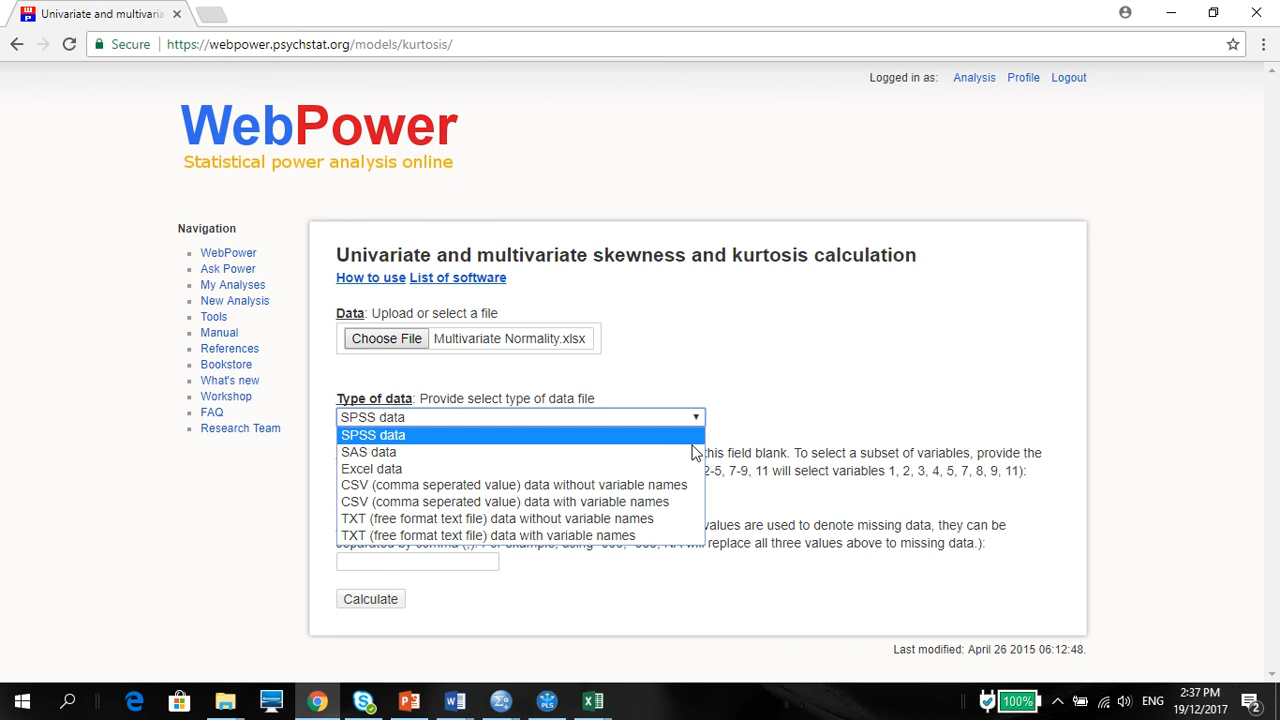 Univariate and multivaria
Secure
https://webpower.psychstat.org/models/kurtosis/
Logged in as: Analysis Profile Logout
WebPower
Statistical power analysis online
Navigation
WebPower
Ask Power
My Analyses
New Analysis
Tools
Manual
References
Bookstore
What's new
Workshop
FAQ
Research Team
Univariate and multivariate skewness and kurtosis calculation
How to use List of software
Data: Upload or select a file
Choose File Multivariate Normality.xlsx
Type of data: Provide select type of data file
SPSS data
SPSS data
SAS data
Excel data
CSV (comma seperated value) data without variable names
CSV (comma seperated value) data with variable names
TXT (free format text file) data without variable names
TXT (free format text file) data with variable names
this field blank. To select a subset of variables, provide the
2-5, 7-9, 11 will select variables 1, 2, 3, 4, 5, 7, 8, 9, 11):
values are used to denote missing data, they can be
will replace all three values above to missing data.):
Calculate
Last modified: April 26 2015 06:12:48.
100%
ENG
2:37 PM
19/12/2017
2